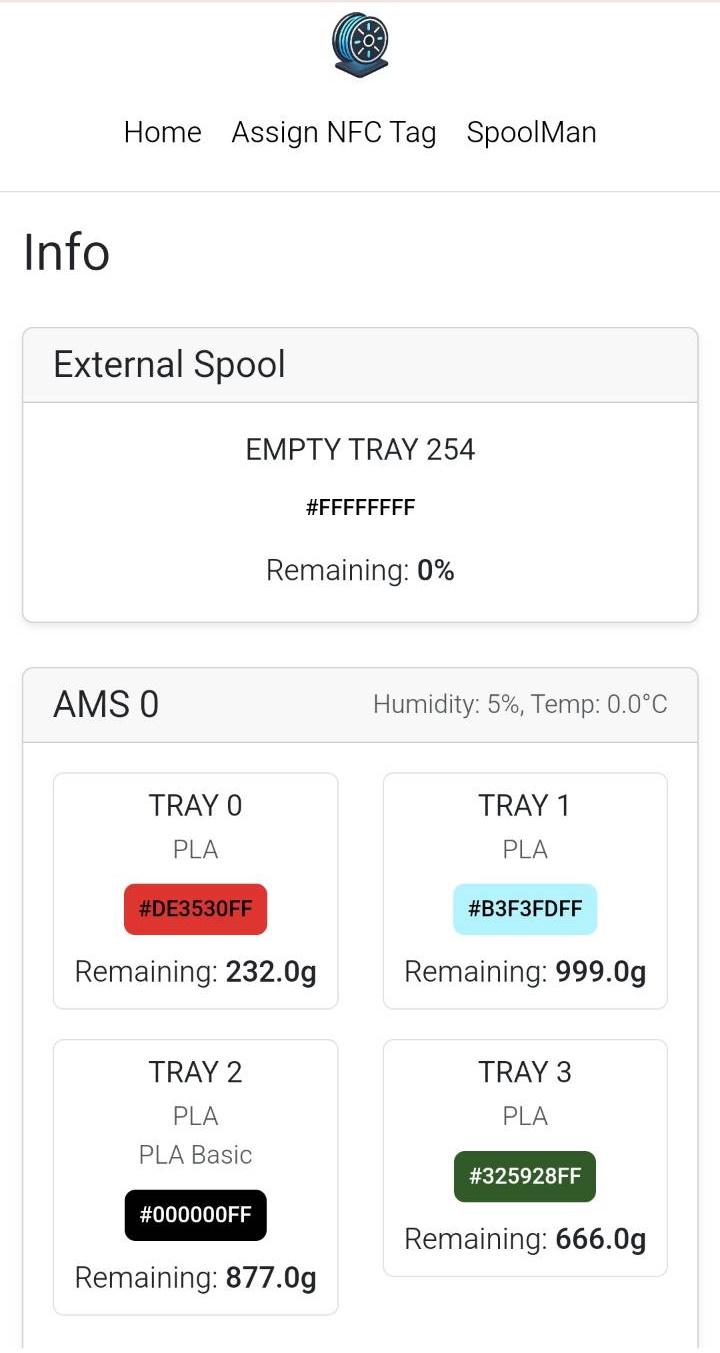 Home Assign NFC Tag SpoolMan
Info
External Spool
EMPTY TRAY 254
#FFFFFFFF
Remaining: 0%
AMS 0 Humidity: 5%, Temp: 0.0°C
TRAY 0
PLA
#DE3530FF
Remaining: 232.0g
TRAY 1
PLA
#B3F3FDFF
Remaining: 999.0g
TRAY 2
PLA
PLA Basic
#000000FF
Remaining: 877.0g
TRAY 3
PLA
#325928FF
Remaining: 666.0g